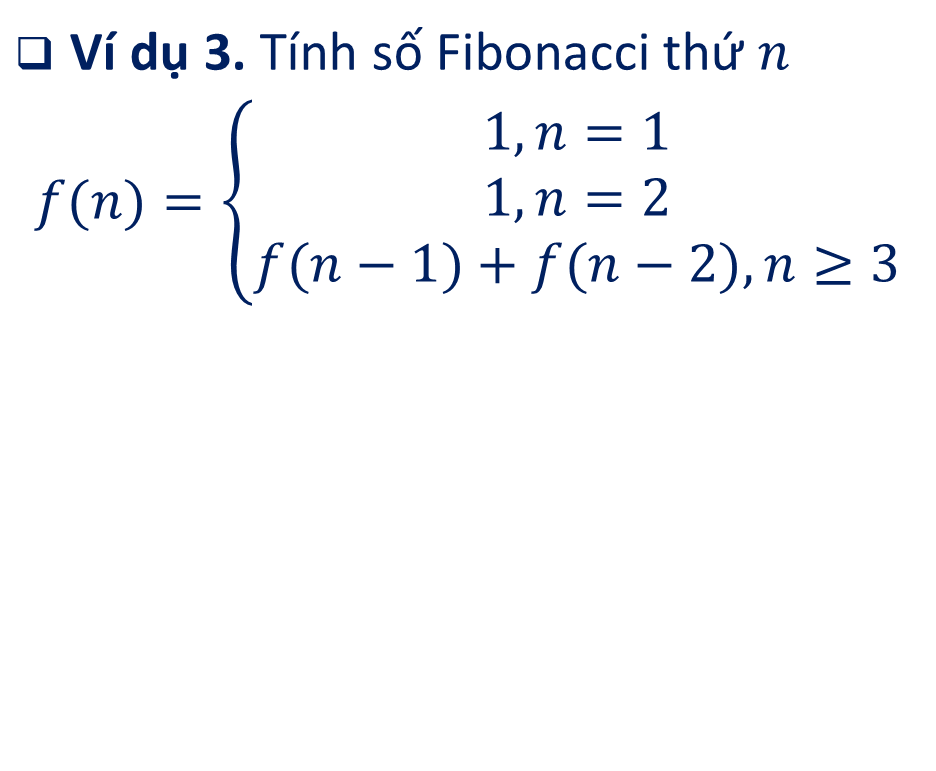 ❑ Ví dụ 3. Tính số Fibonacci thứ n
1, n = 1
f(n) = { 1, n = 2
f(n − 1) + f(n − 2), n ≥ 3